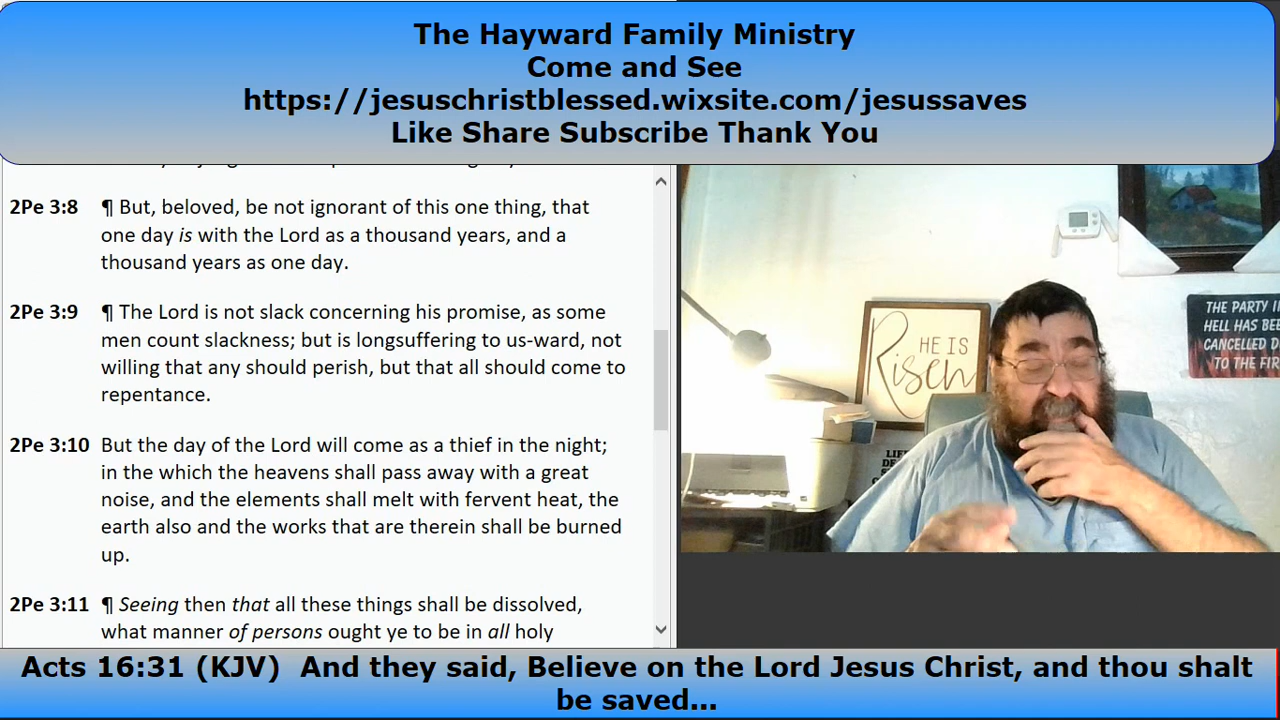 The Hayward Family Ministry
Come and See
https://jesuschristblessed.wixsite.com/jesussaves
Like Share Subscribe Thank You
2Pe 3:8 ¶ But, beloved, be not ignorant of this one thing, that
one day is with the Lord as a thousand years, and a
thousand years as one day.
2Pe 3:9 ¶ The Lord is not slack concerning his promise, as some
men count slackness; but is longsuffering to us-ward, not
willing that any should perish, but that all should come to
repentance.
2Pe 3:10 But the day of the Lord will come as a thief in the night;
in the which the heavens shall pass away with a great
noise, and the elements shall melt with fervent heat, the
earth also and the works that are therein shall be burned
up.
2Pe 3:11 ¶ Seeing then that all these things shall be dissolved,
what manner of persons ought ye to be in all holy
HE IS
Risen
THE PARTY
HELL HAS
CANCELLED
TO THE
Acts 16:31 (KJV) And they said, Believe on the Lord Jesus Christ, and thou shalt
be saved...